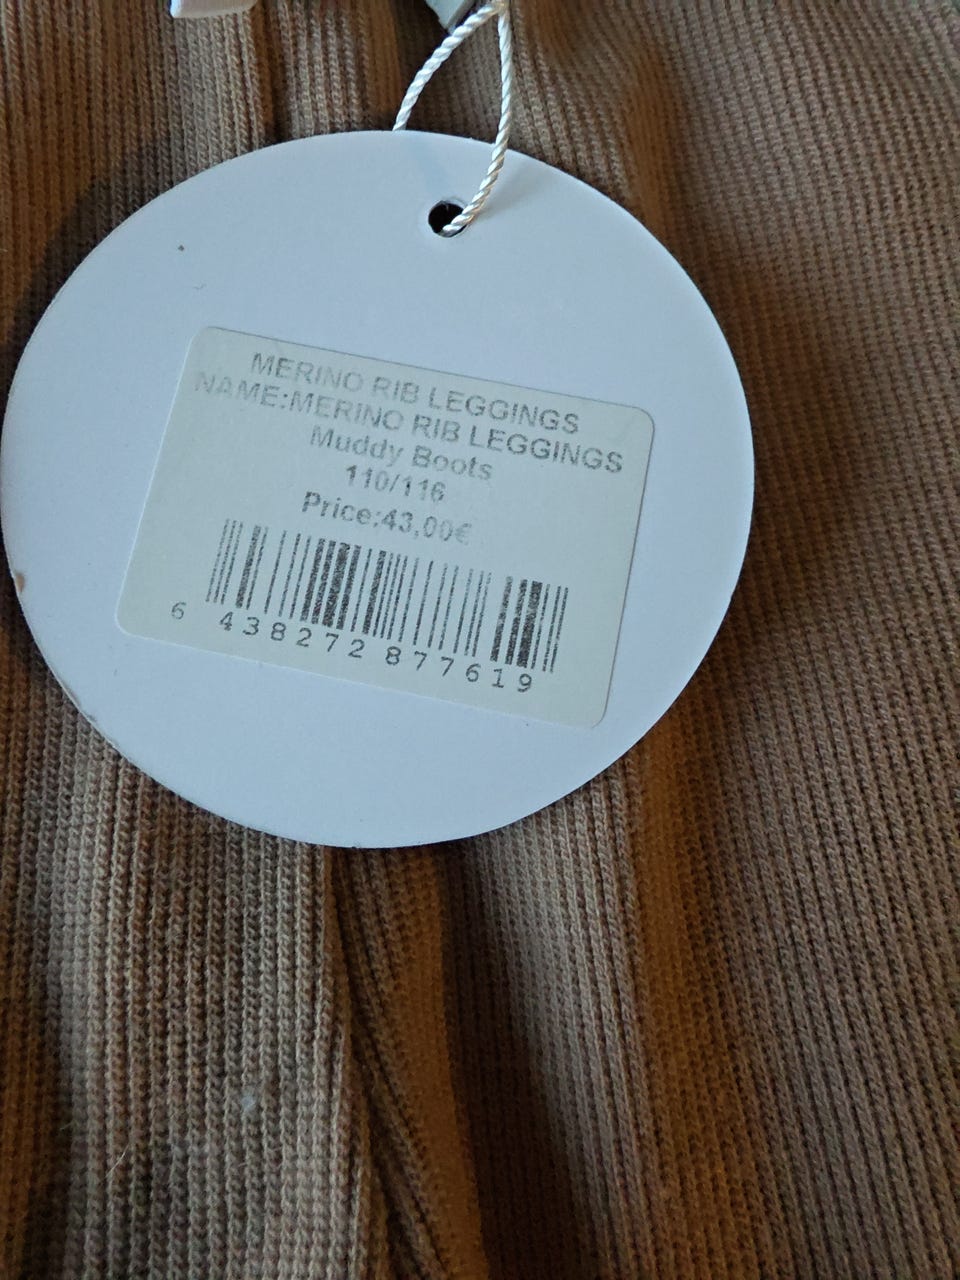 MERINO RIB LEGGINGS
NAME:MERINO RIB LEGGINGS
Muddy Boots
110/116
Price:43,00€
6 438272 877619